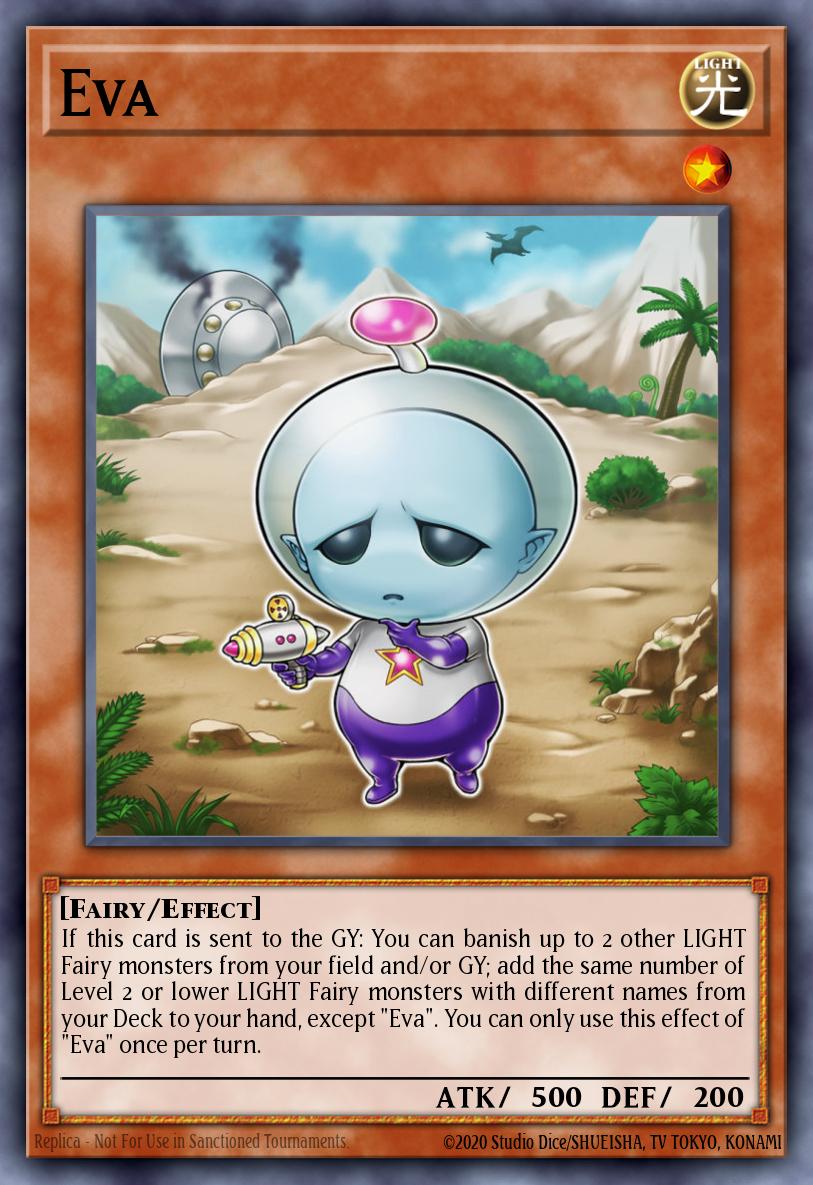 Eva
LIGHT
光
[Fairy/Effect]
If this card is sent to the GY: You can banish up to 2 other LIGHT
Fairy monsters from your field and/or GY; add the same number of
Level 2 or lower LIGHT Fairy monsters with different names from
your Deck to your hand, except "Eva". You can only use this effect of
"Eva" once per turn.
ATK/ 500 DEF/ 200
Replica - Not For Use in Sanctioned Tournaments.
©2020 Studio Dice/SHUEISHA, TV TOKYO, KONAMI